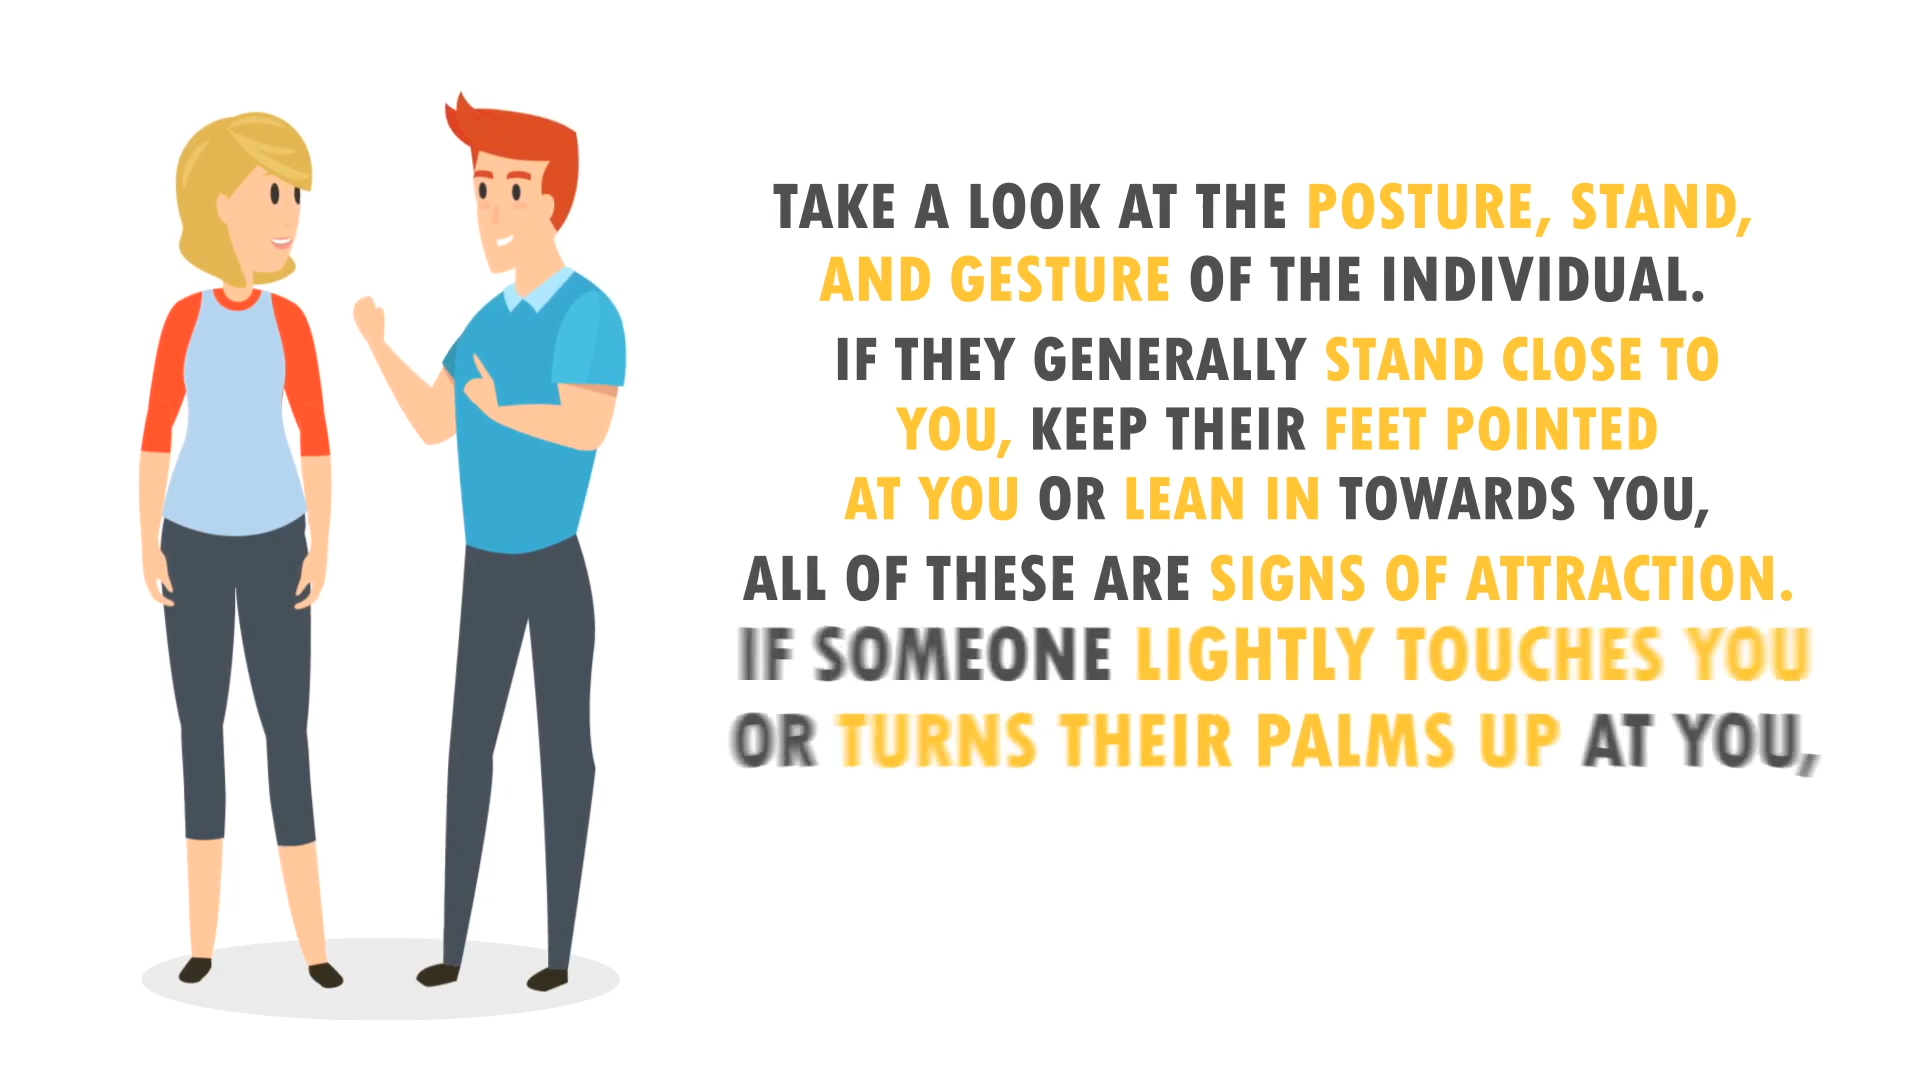 TAKE A LOOK AT THE POSTURE, STAND,
AND GESTURE OF THE INDIVIDUAL.
IF THEY GENERALLY STAND CLOSE TO
YOU, KEEP THEIR FEET POINTED
AT YOU OR LEAN IN TOWARDS YOU,
ALL OF THESE ARE SIGNS OF ATTRACTION.
IF SOMEONE LIGHTLY TOUCHES YOU
OR TURNS THEIR PALMS UP AT YOU,